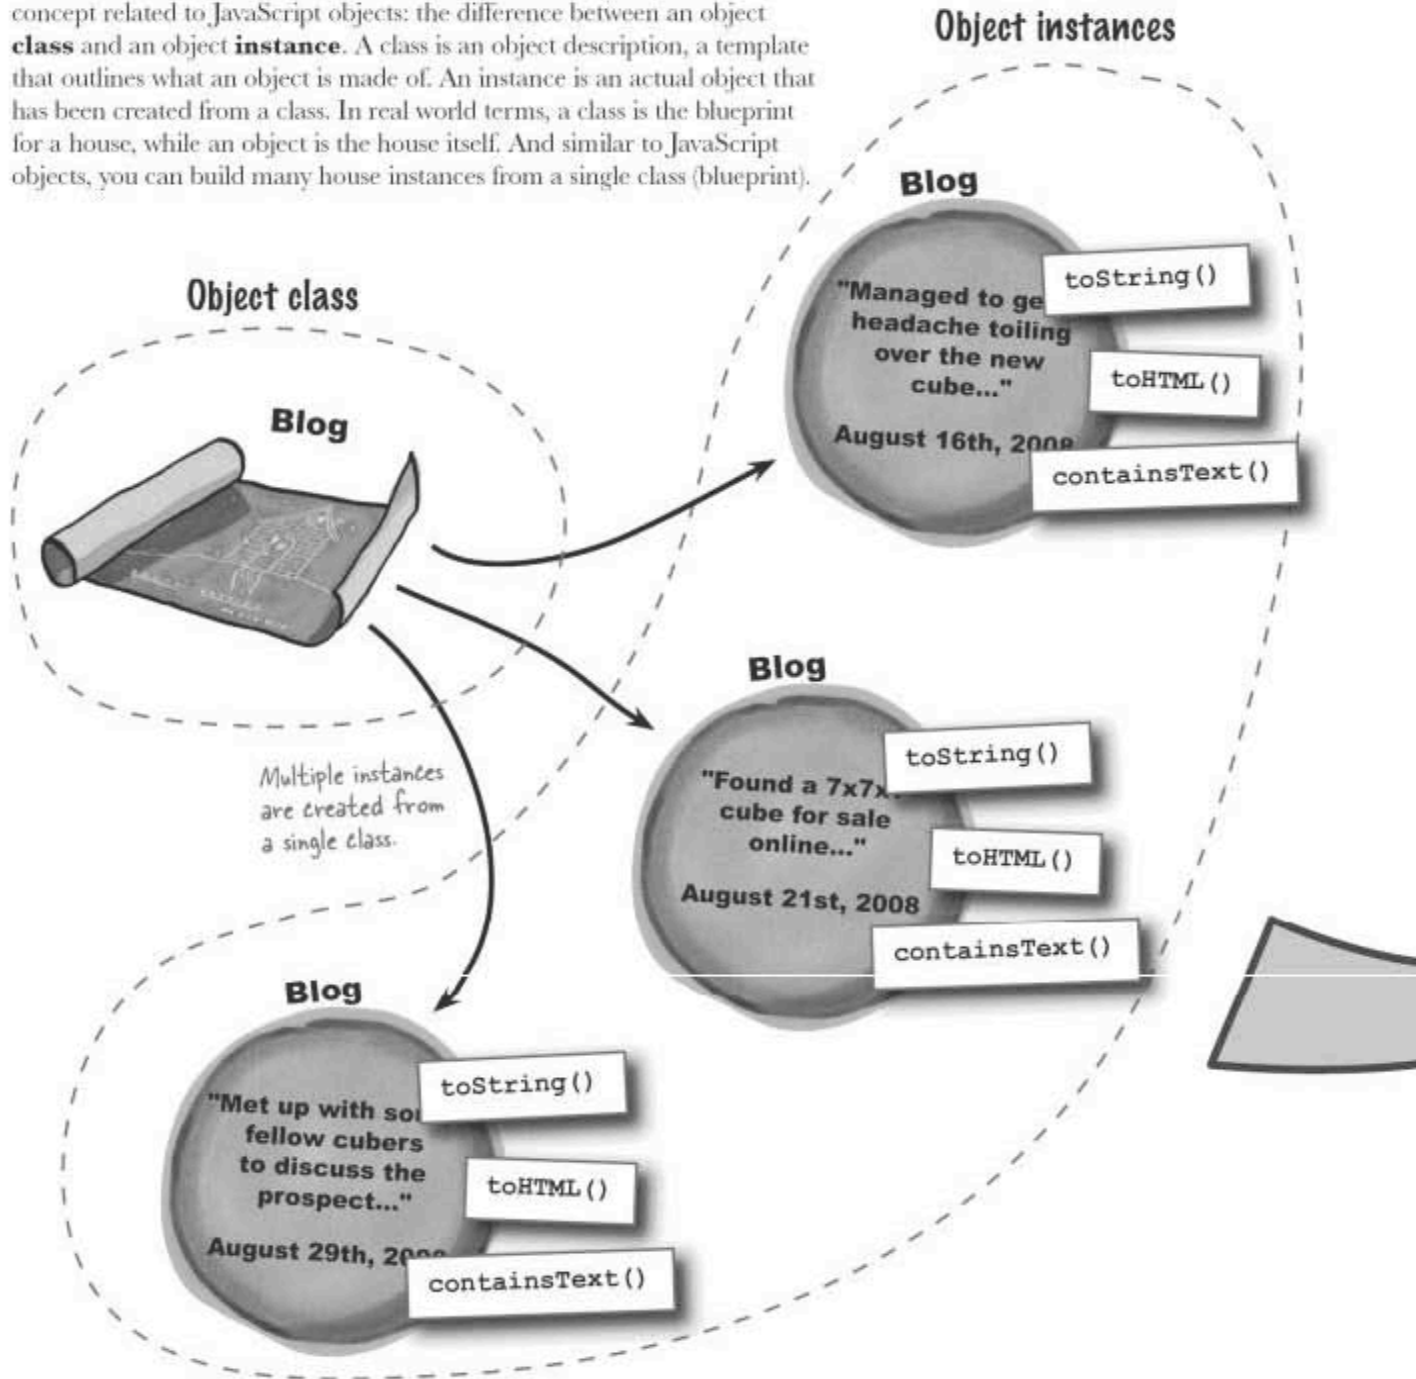 concept related to JavaScript objects: the difference between an object
class and an object instance. A class is an object description, a template
that outlines what an object is made of. An instance is an actual object that
has been created from a class. In real world terms, a class is the blueprint
for a house, while an object is the house itself. And similar to JavaScript
objects, you can build many house instances from a single class (blueprint).
Object instances
Blog
"Managed to ge
headache toiling
over the new
cube..."
August 16th, 2008
toString()
toHTML()
containsText()
Object class
Blog
Multiple instances
are created from
a single class.
Blog
"Found a 7x7x
cube for sale
online..."
August 21st, 2008
toString()
toHTML()
containsText()
Blog
"Met up with
fellow cubers
to discuss the
prospect..."
August 29th,
toString()
toHTML()
containsText()